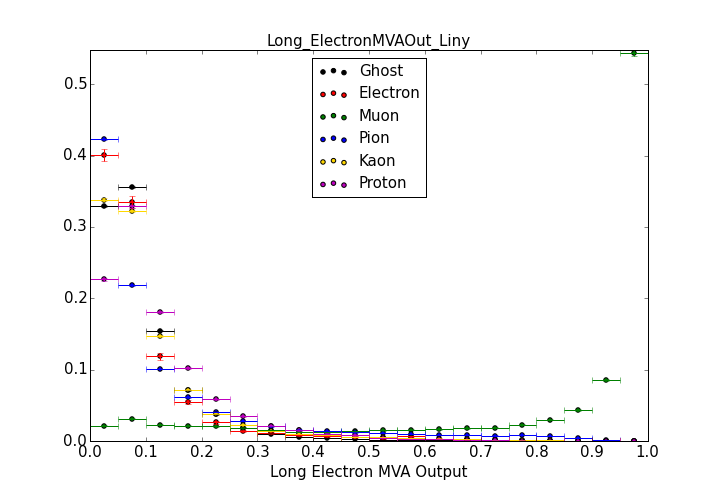 Long_ElectronMVAOut_Liny
Ghost
Electron
Muon
Pion
Kaon
Proton
0.5
0.4
0.3
0.2
0.1
0.0
0.0 0.1 0.2 0.3 0.4 0.5 0.6 0.7 0.8 0.9 1.0
Long Electron MVA Output